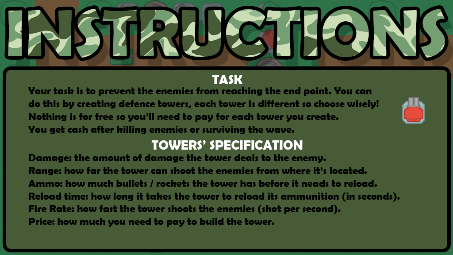 INSTRUCTIONS
TASK
Your task is to prevent the enemies from reaching the end point. You can
do this by creating defence towers, each tower is different so choose wisely!
Nothing is for free so you'll need to pay for each tower you create.
You get cash after killing enemies or surviving the wave.
TOWERS' SPECIFICATION
Damage: the amount of damage the tower deals to the enemy.
Range: how far the tower can shoot the enemies from where it's located.
Ammo: how much bullets / rockets the tower has before it needs to reload.
Reload time: how long it takes the tower to reload its ammunition (in seconds).
Fire Rate: how fast the tower shoots the enemies (shot per second).
Price: how much you need to pay to build the tower.